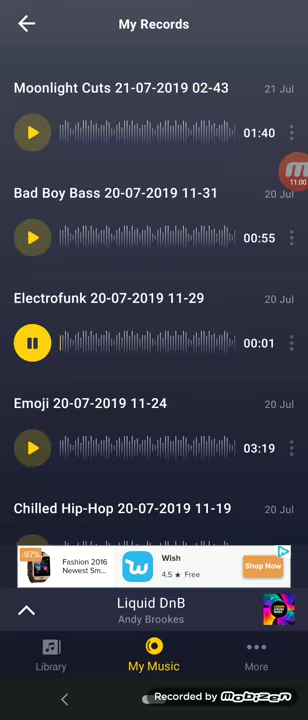 My Records
Moonlight Cuts 21-07-2019 02-43
21 Jul
01:40
11:00
Bad Boy Bass 20-07-2019 11-31
20 Jul
00:55
Electrofunk 20-07-2019 11-29
20 Jul
00:01
Emoji 20-07-2019 11-24
20 Jul
03:19
Chilled Hip-Hop 20-07-2019 11-19
20 Jul
-97%
Fashion 2016
Newest Sm...
Wish
4.5 ★ Free
Shop Now
Liquid DnB
Andy Brookes
Library
My Music
More
Recorded by Mobizen